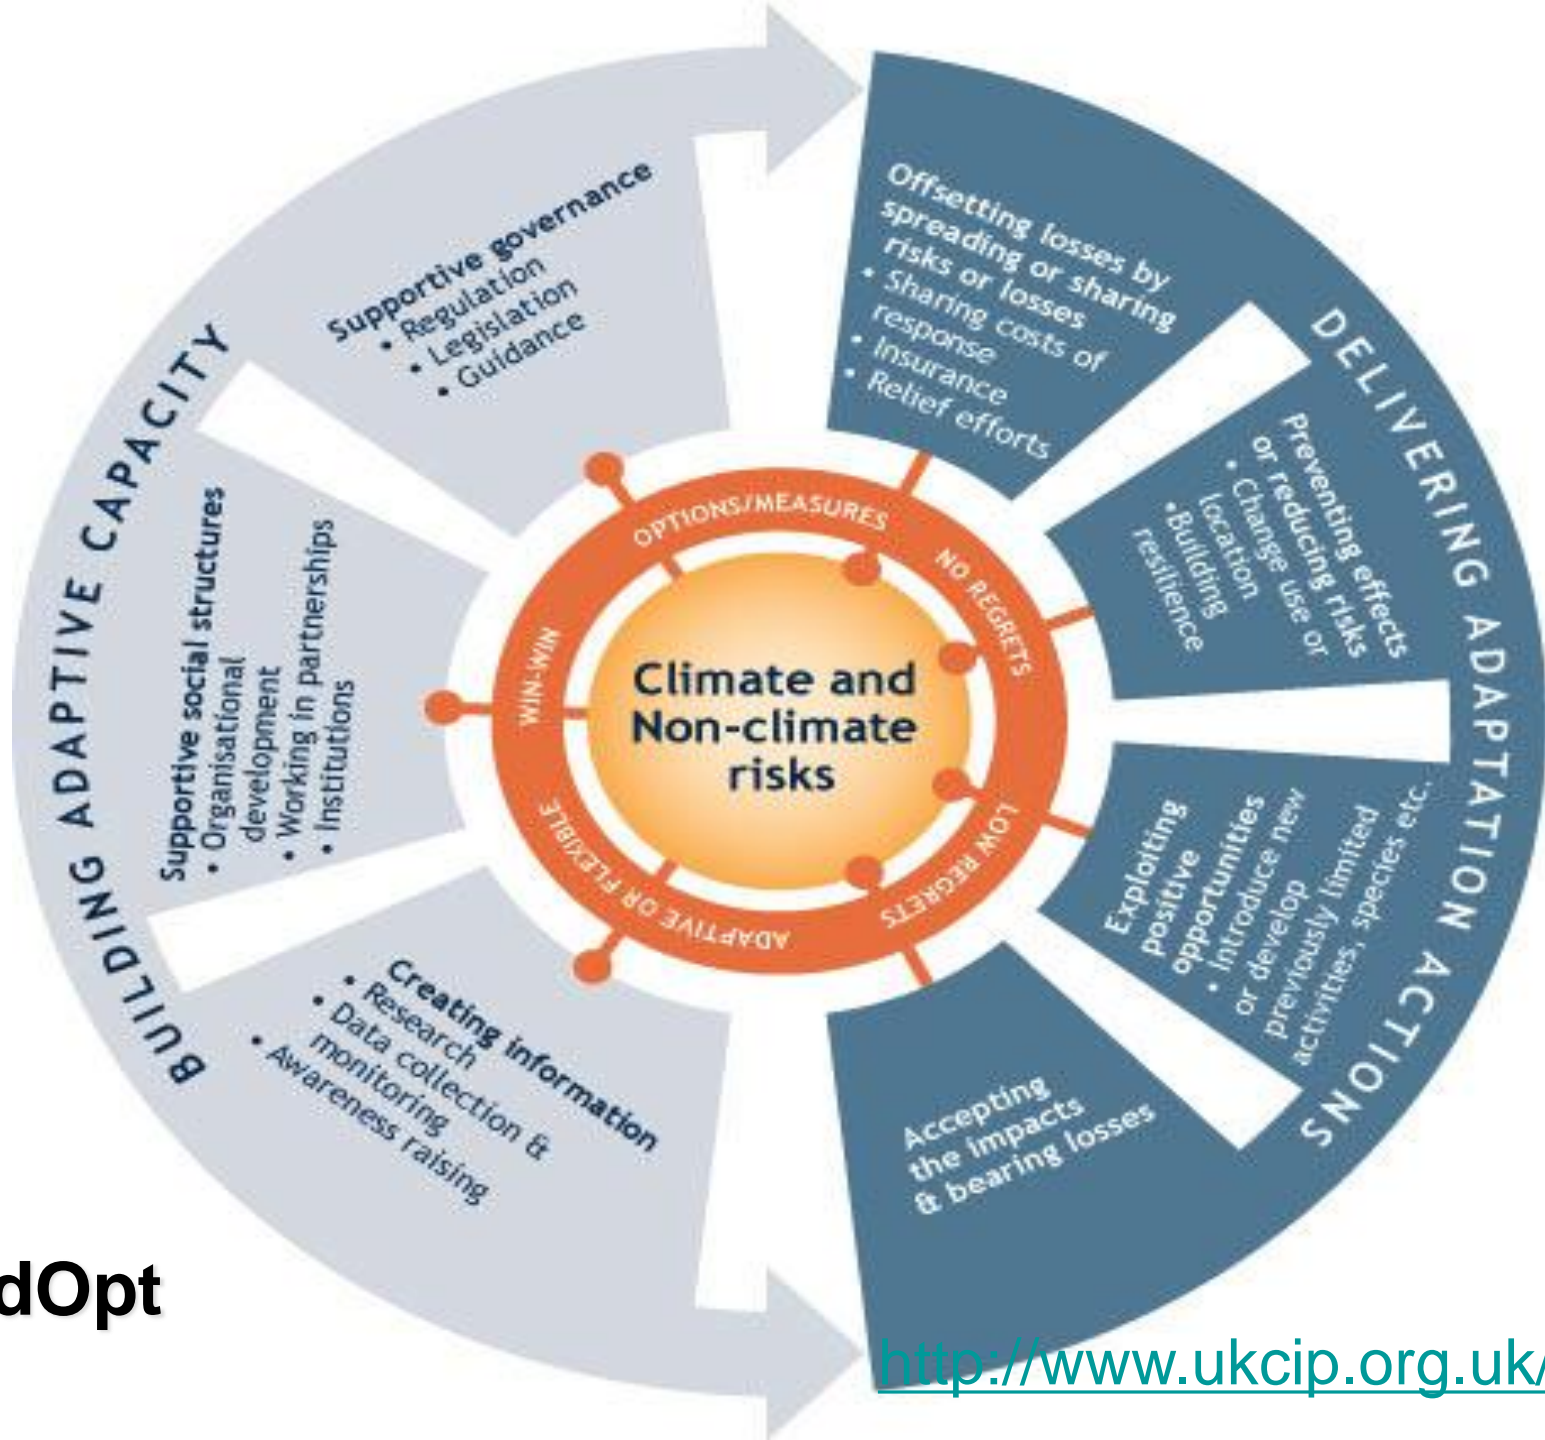 BUILDING ADAPTIVE CAPACITY
Supportive governance
• Regulation
• Legislation
• Guidance
Supportive social structures
• Organisational
development
• Working in partnerships
• Institutions
Creating information
• Research
• Data collection &
monitoring
• Awareness raising
DELIVERING ADAPTATION ACTIONS
Offsetting losses by
spreading or sharing
risks or losses
• Sharing costs of
response
• Insurance
• Relief efforts
Preventing effects
or reducing risks
• Change use or
location
•Building
resilience
Exploiting
positive
opportunities
• Introduce new
or develop
previously limited
activities, species etc.
Accepting
the impacts
& bearing losses
OPTIONS/MEASURES
NO REGRETS
LOW REGRETS
ADAPTIVE OR FLEXIBLE
WIN-WIN
Climate and
Non-climate
risks
dOpt
http://www.ukcip.org.uk/